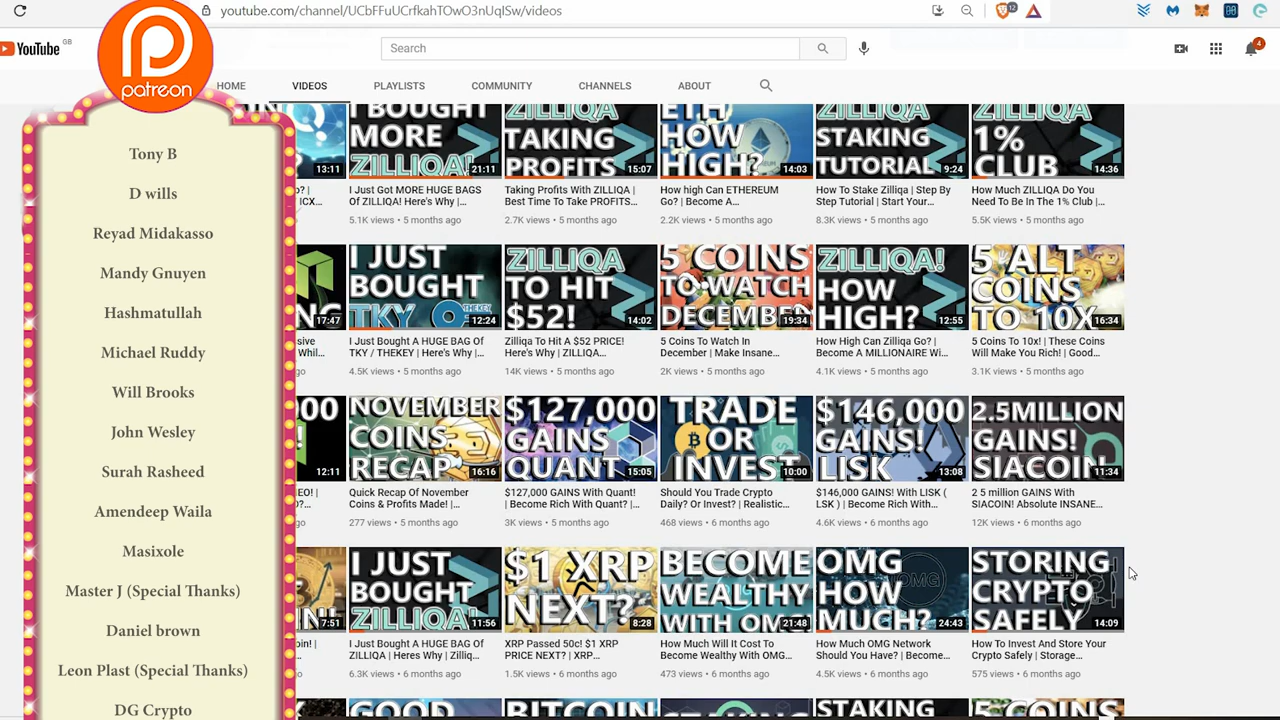 youtube.com/channel/UCbFFuUCrfkahTOwO3nUqlSw/videos
12
YouTube GB
Search
4
patreon
HOME
VIDEOS
PLAYLISTS
COMMUNITY
CHANNELS
ABOUT
Tony B
D wills
Reyad Midakasso
Mandy Gnuyen
Hashmatullah
Michael Ruddy
Will Brooks
John Wesley
Surah Rasheed
Amendeep Waila
Masixole
Master J (Special Thanks)
Daniel brown
Leon Plast (Special Thanks)
DG Crypto
13:11
I BOUGHT
MORE
ZILLIQA!
21:11
I Just Got MORE HUGE BAGS
Of ZILLIQA! Here's Why |...
5.1K views • 5 months ago
ZILLIQA
TAKING
PROFITS
15:07
Taking Profits With ZILLIQA |
Best Time To Take PROFITS...
2.7K views • 5 months ago
ETH
HOW
HIGH?
14:03
How high Can ETHEREUM
Go? | Become A...
2.2K views • 5 months ago
ZILLIQA
STAKING
TUTORIAL
9:24
How To Stake Zilliqa | Step By
Step Tutorial | Start Your...
8.3K views • 5 months ago
ZILLIQA
1%
CLUB
14:36
How Much ZILLIQA Do You
Need To Be In The 1% Club |...
5.5K views • 5 months ago
17:47
I JUST
BOUGHT
TKY
THEKEY
12:24
I Just Bought A HUGE BAG Of
TKY / THEKEY | Here's Why |...
4.5K views • 5 months ago
ZILLIQA
TO HIT
$52!
14:02
Zilliqa To Hit A $52 PRICE!
Here's Why | ZILLIQA...
14K views • 5 months ago
5 COINS
TO WATCH
DECEMBER
19:34
5 Coins To Watch In
December | Make Insane...
2K views • 5 months ago
ZILLIQA!
HOW
HIGH?
12:55
How High Can Zilliqa Go? |
Become A MILLIONAIRE Wi...
4.1K views • 5 months ago
5 ALT
COINS
TO 10X!
16:34
5 Coins To 10x! | These Coins
Will Make You Rich! | Good...
3.1K views • 5 months ago
12:11
NOVEMBER
COINS
RECAP
16:16
Quick Recap Of November
Coins & Profits Made! |...
277 views • 5 months ago
$127,000
GAINS
QUANT
15:05
$127,000 GAINS With Quant!
| Become Rich With Quant? |...
3K views • 5 months ago
TRADE
OR
INVEST
10:00
Should You Trade Crypto
Daily? Or Invest? | Realistic...
468 views • 6 months ago
$146,000
GAINS!
LISK
13:08
$146,000 GAINS! With LISK (
LSK ) | Become Rich With...
4.6K views • 6 months ago
2.5MILLION
GAINS!
SIACOIN
11:34
2 5 million GAINS With
SIACOIN! Absolute INSANE...
12K views • 6 months ago
7:51
I JUST
BOUGHT
ZILLIQA!
11:56
I Just Bought A HUGE BAG Of
ZILLIQA | Heres Why | Zilliq...
6.3K views • 6 months ago
$1 XRP
NEXT?
8:28
XRP Passed 50c! $1 XRP
PRICE NEXT? | XRP...
1.5K views • 6 months ago
BECOME
WEALTHY
WITH OMG
21:48
How Much Will It Cost To
Become Wealthy With OMG...
473 views • 6 months ago
OMG
HOW
MUCH?
24:43
How Much OMG Network
Should You Have? | Become...
4.5K views • 6 months ago
STORING
CRYPTO
SAFELY
14:09
How To Invest And Store Your
Crypto Safely | Storage...
575 views • 6 months ago
GOOD
BITCOIN
STAKING
STAKING
5 COINS